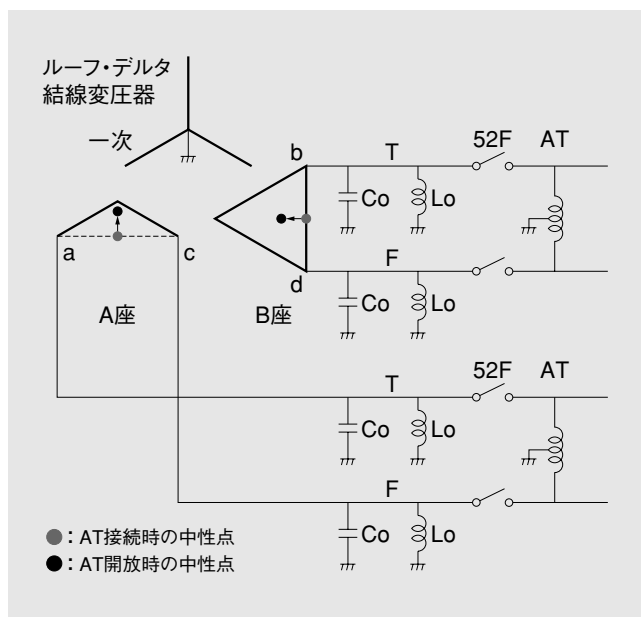 ルーフ・デルタ
結線変圧器
一次
b
T
52F
AT
Co
Lo
F
a
c
d
Co
Lo
A座
B座
T
52F
AT
Co
Lo
F
Co
Lo
●：AT接続時の中性点
●：AT開放時の中性点